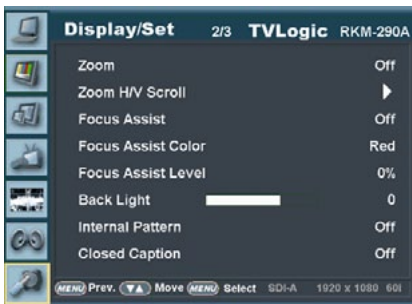 Display/Set 2/3 TVLogic RKM-290A
Zoom Off
Zoom H/V Scroll
Focus Assist Off
Focus Assist Color Red
Focus Assist Level 0%
Back Light 0
Internal Pattern Off
Closed Caption Off
MENU Prev. ▼▲ Move MENU Select SDI-A 1920 x 1080 60I